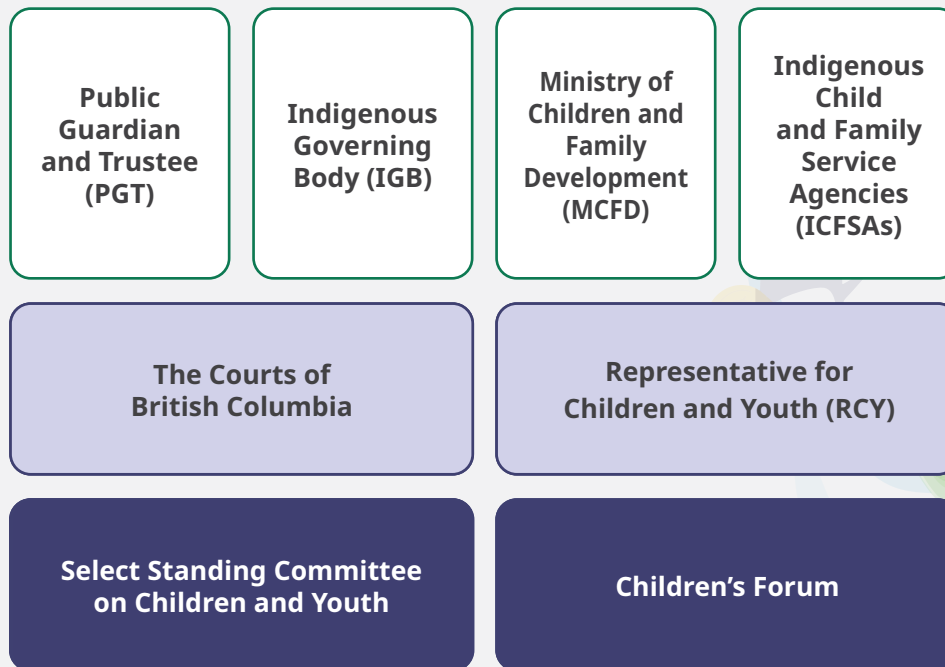 Public
Guardian
and Trustee
(PGT)
Indigenous
Governing
Body (IGB)
Ministry of
Children and
Family
Development
(MCFD)
Indigenous
Child
and Family
Service
Agencies
(ICFSAs)
The Courts of
British Columbia
Representative for
Children and Youth (RCY)
Select Standing Committee
on Children and Youth
Children’s Forum